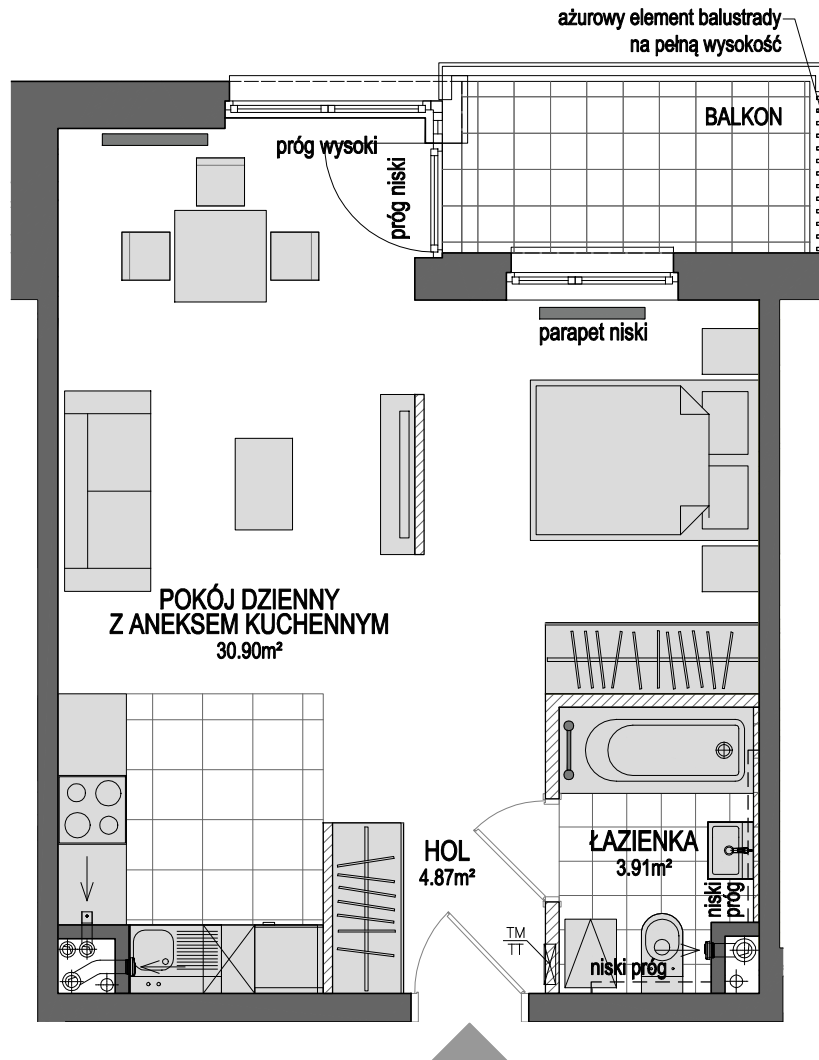 ażurowy element balustrady
na pełną wysokość
BALKON
próg wysoki
próg niski
parapet niski
POKÓJ DZIENNY
Z ANEKSEM KUCHENNYM
30.90m²
HOL
4.87m²
ŁAZIENKA
3.91m²
niski
próg
TM
TT
niski próg